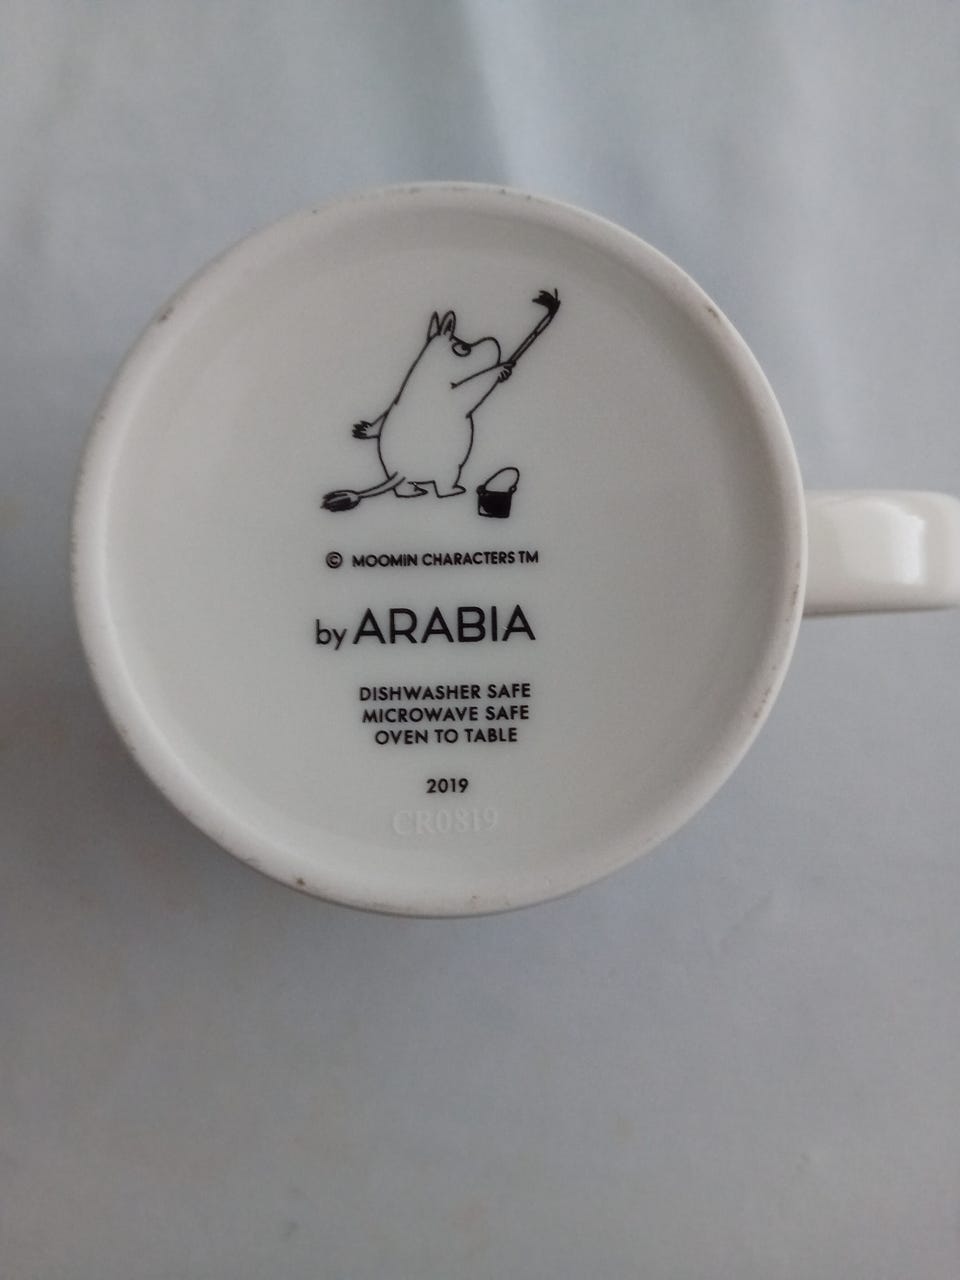 © MOOMIN CHARACTERS TM
by ARABIA
DISHWASHER SAFE
MICROWAVE SAFE
OVEN TO TABLE
2019
CR0819